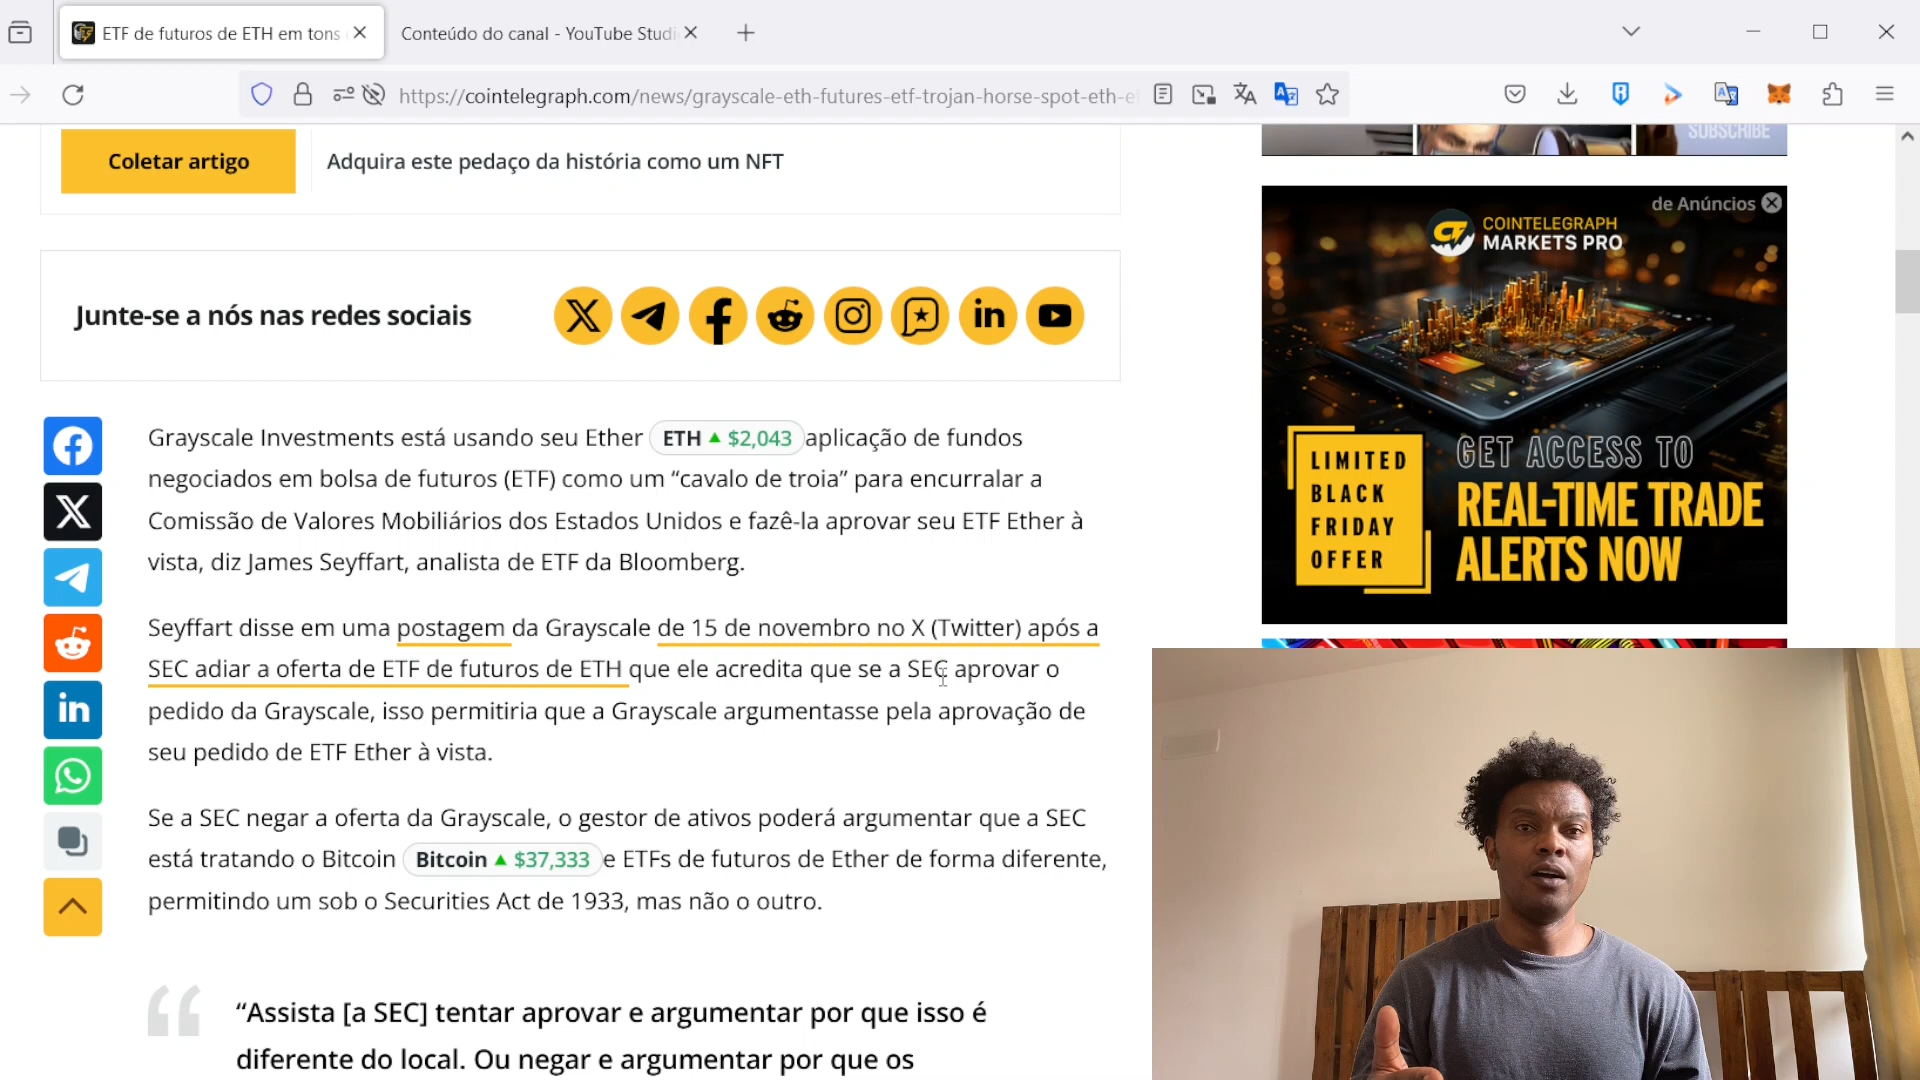 ETF de futuros de ETH em tons
Conteúdo do canal - YouTube Studi
https://cointelegraph.com/news/grayscale-eth-futures-etf-trojan-horse-spot-eth-et
Coletar artigo
Adquira este pedaço da história como um NFT
SUBSCRIBE
de Anúncios
COINTELEGRAPH
MARKETS PRO
LIMITED
BLACK
FRIDAY
OFFER
GET ACCESS TO
REAL-TIME TRADE
ALERTS NOW
Junte-se a nós nas redes sociais
Grayscale Investments está usando seu Ether ETH ▲ $2,043 aplicação de fundos
negociados em bolsa de futuros (ETF) como um “cavalo de troia” para encurralar a
Comissão de Valores Mobiliários dos Estados Unidos e fazê-la aprovar seu ETF Ether à
vista, diz James Seyffart, analista de ETF da Bloomberg.
Seyffart disse em uma postagem da Grayscale de 15 de novembro no X (Twitter) após a
SEC adiar a oferta de ETF de futuros de ETH que ele acredita que se a SEC aprovar o
pedido da Grayscale, isso permitiria que a Grayscale argumentasse pela aprovação de
seu pedido de ETF Ether à vista.
Se a SEC negar a oferta da Grayscale, o gestor de ativos poderá argumentar que a SEC
está tratando o Bitcoin Bitcoin ▲ $37,333 e ETFs de futuros de Ether de forma diferente,
permitindo um sob o Securities Act de 1933, mas não o outro.
“Assista [a SEC] tentar aprovar e argumentar por que isso é
diferente do local. Ou negar e argumentar por que os